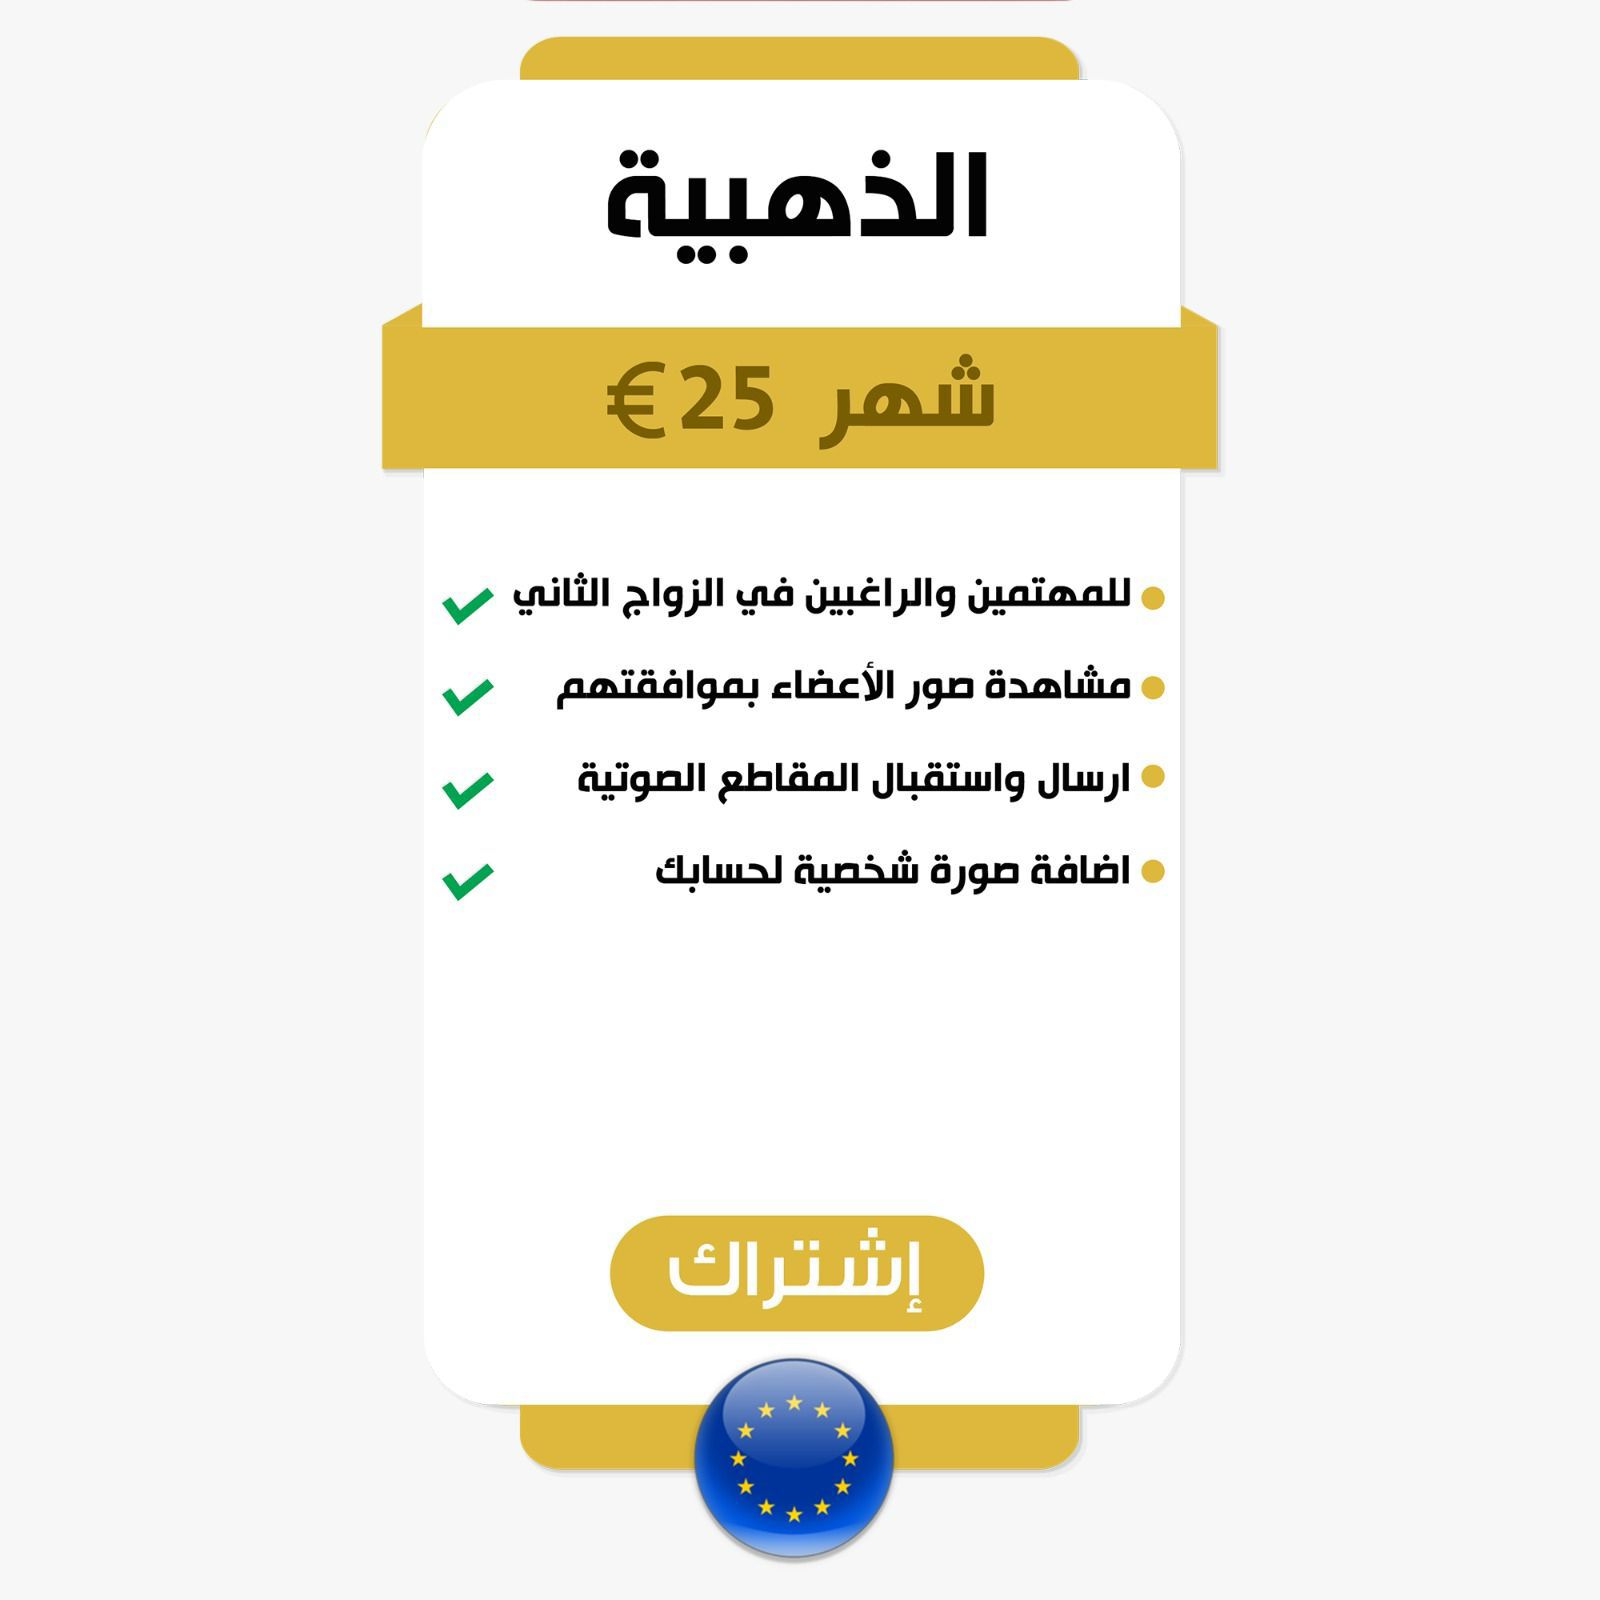 الذهبية
شهر 25€
للمهتمين والراغبين في الزواج الثاني
مشاهدة صور الأعضاء بموافقتهم
ارسال واستقبال المقاطع الصوتية
اضافة صورة شخصية لحسابك
إشتراك